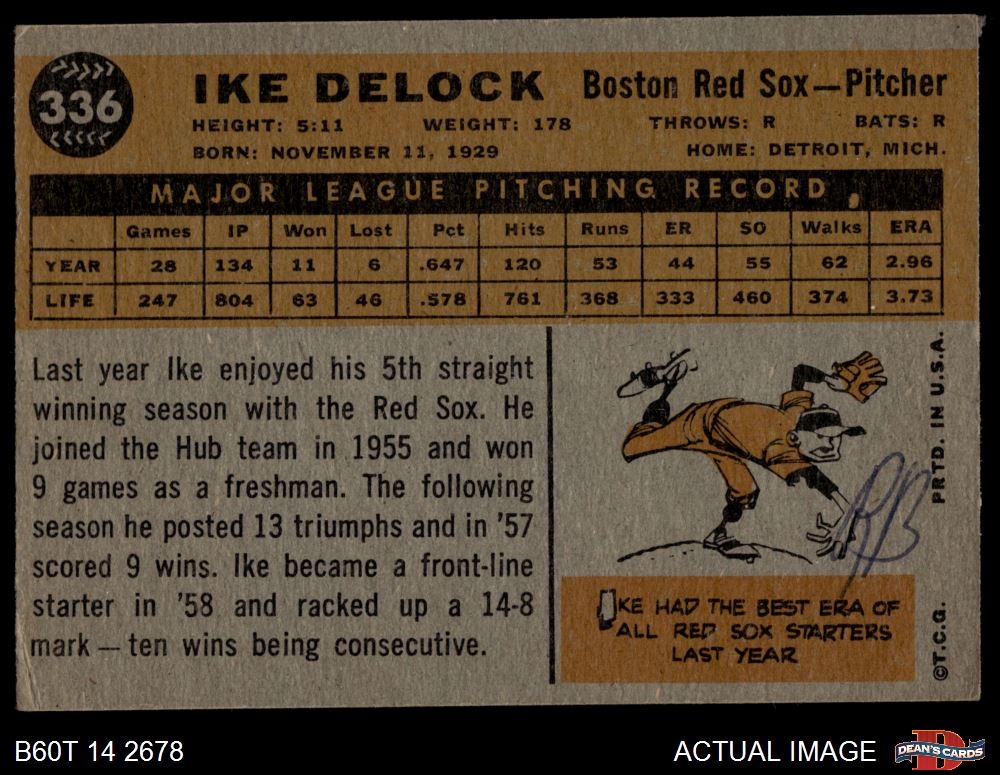 336
IKE DELOCK Boston Red Sox—Pitcher
HEIGHT: 5:11 WEIGHT: 178 THROWS: R BATS: R
BORN: NOVEMBER 11, 1929 HOME: DETROIT, MICH.
MAJOR LEAGUE PITCHING RECORD
Games IP Won Lost Pct Hits Runs ER SO Walks ERA
YEAR 28 134 11 6 .647 120 53 44 55 62 2.96
LIFE 247 804 63 46 .578 761 368 333 460 374 3.73
Last year Ike enjoyed his 5th straight
winning season with the Red Sox. He
joined the Hub team in 1955 and won
9 games as a freshman. The following
season he posted 13 triumphs and in '57
scored 9 wins. Ike became a front-line
starter in '58 and racked up a 14-8
mark — ten wins being consecutive.
RB
IKE HAD THE BEST ERA OF
ALL RED SOX STARTERS
LAST YEAR
©T.C.G. PRTD. IN U.S.A.
B60T 14 2678 ACTUAL IMAGE
D
DEAN'S CARDS